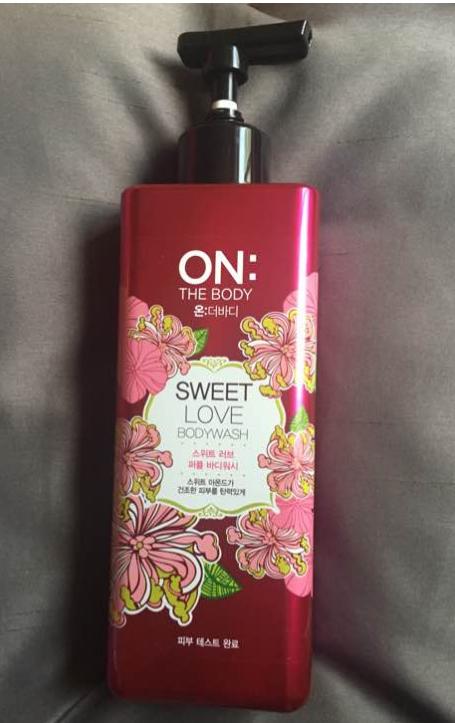 ON:
THE BODY
온:더바디
SWEET
LOVE
BODYWASH
스위트 러브
퍼퓸 바디워시
스위트 아몬드가
건조한 피부를 탄력있게
피부 테스트 완료